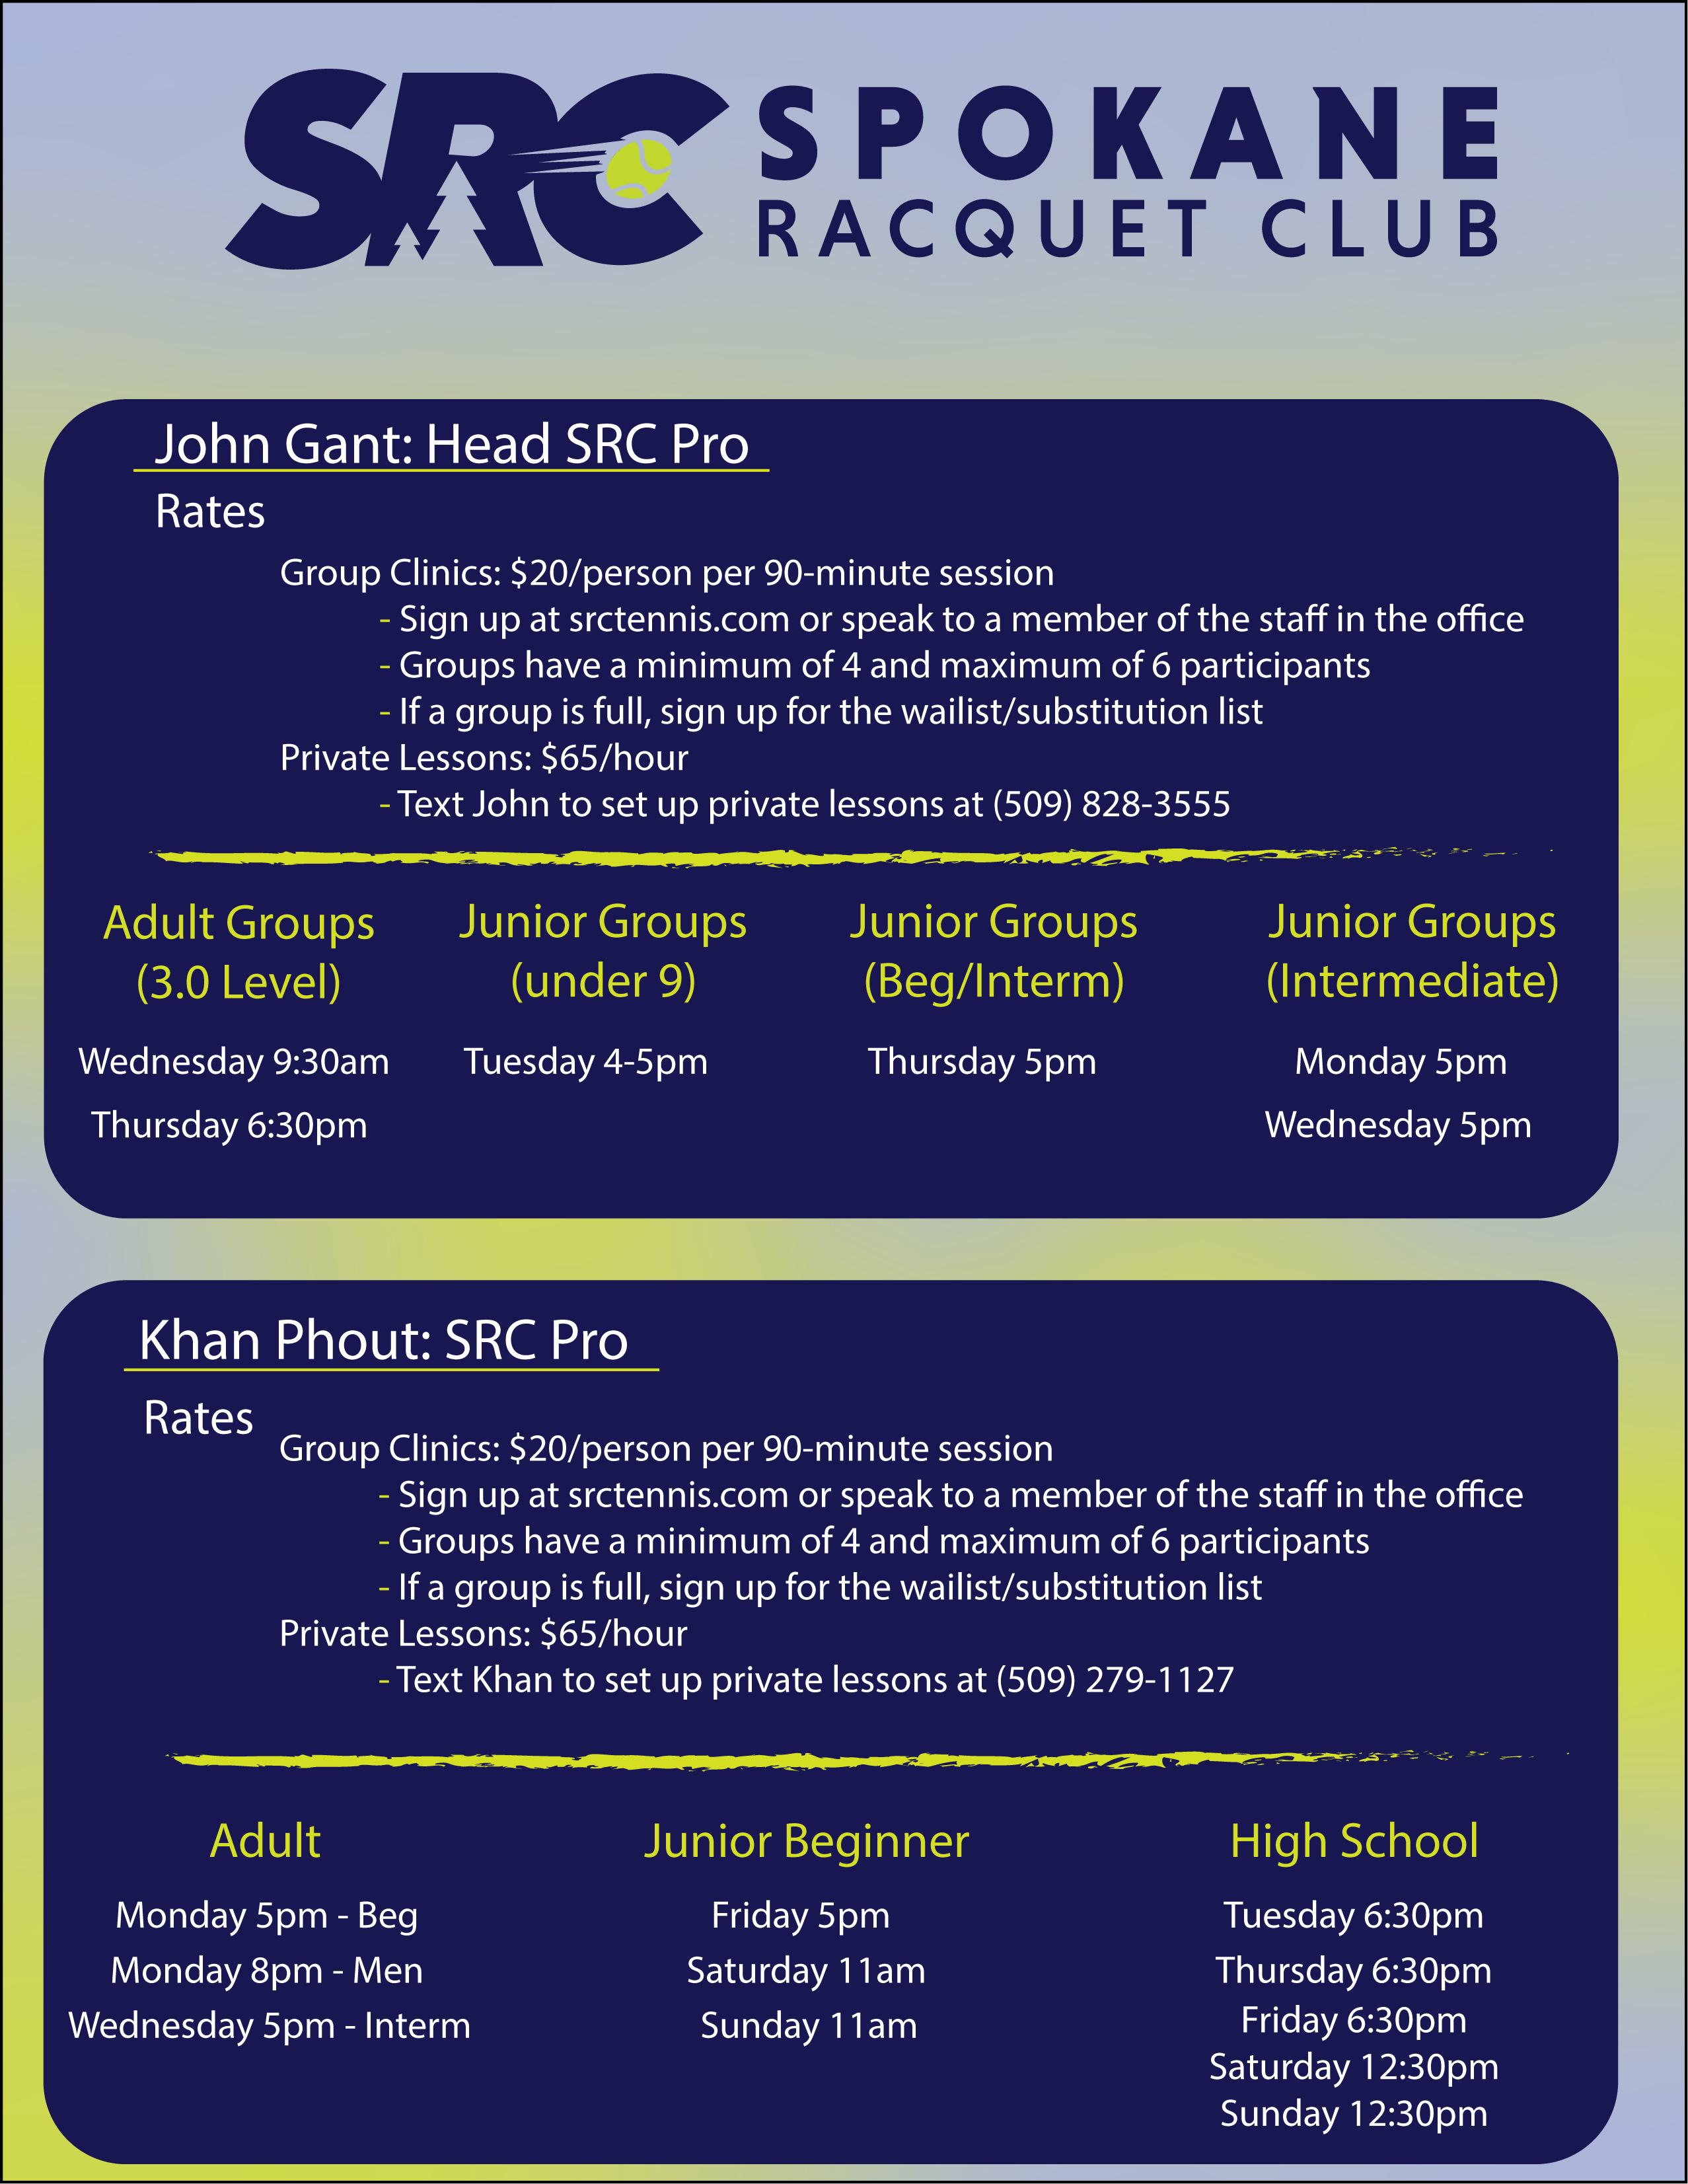 SRC SPOKANE
RACQUET CLUB
John Gant: Head SRC Pro
Rates
Group Clinics: $20/person per 90-minute session
- Sign up at srctennis.com or speak to a member of the staff in the office
- Groups have a minimum of 4 and maximum of 6 participants
- If a group is full, sign up for the wailist/substitution list
Private Lessons: $65/hour
- Text John to set up private lessons at (509) 828-3555
Adult Groups
(3.0 Level)
Wednesday 9:30am
Thursday 6:30pm
Junior Groups
(under 9)
Tuesday 4-5pm
Junior Groups
(Beg/Interm)
Thursday 5pm
Junior Groups
(Intermediate)
Monday 5pm
Wednesday 5pm
Khan Phout: SRC Pro
Rates
Group Clinics: $20/person per 90-minute session
- Sign up at srctennis.com or speak to a member of the staff in the office
- Groups have a minimum of 4 and maximum of 6 participants
- If a group is full, sign up for the wailist/substitution list
Private Lessons: $65/hour
- Text Khan to set up private lessons at (509) 279-1127
Adult
Monday 5pm - Beg
Monday 8pm - Men
Wednesday 5pm - Interm
Junior Beginner
Friday 5pm
Saturday 11am
Sunday 11am
High School
Tuesday 6:30pm
Thursday 6:30pm
Friday 6:30pm
Saturday 12:30pm
Sunday 12:30pm